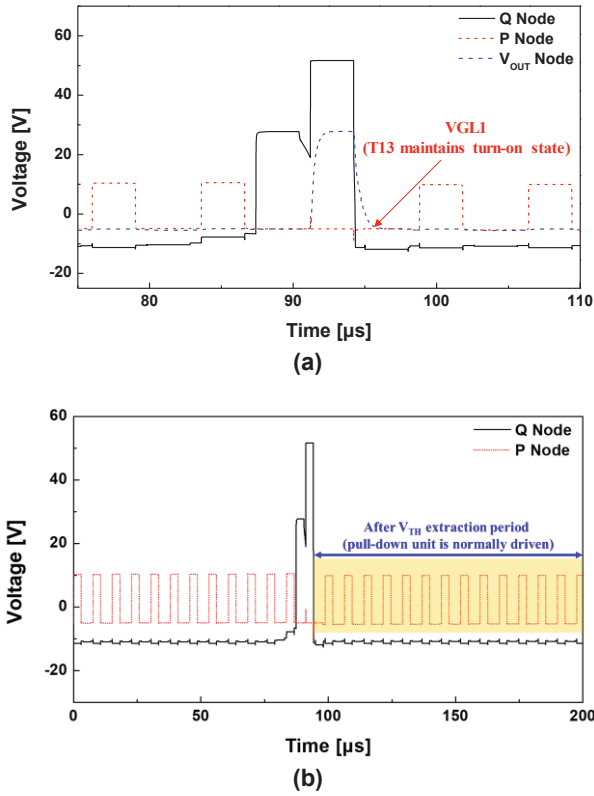 60
40
20
0
-20
Voltage [V]
Q Node
P Node
V_OUT Node
VGL1
(T13 maintains turn-on state)
80
90
100
110
Time [µs]
(a)
60
40
20
0
-20
Voltage [V]
Q Node
P Node
After V_TH extraction period
(pull-down unit is normally driven)
0
50
100
150
200
Time [µs]
(b)